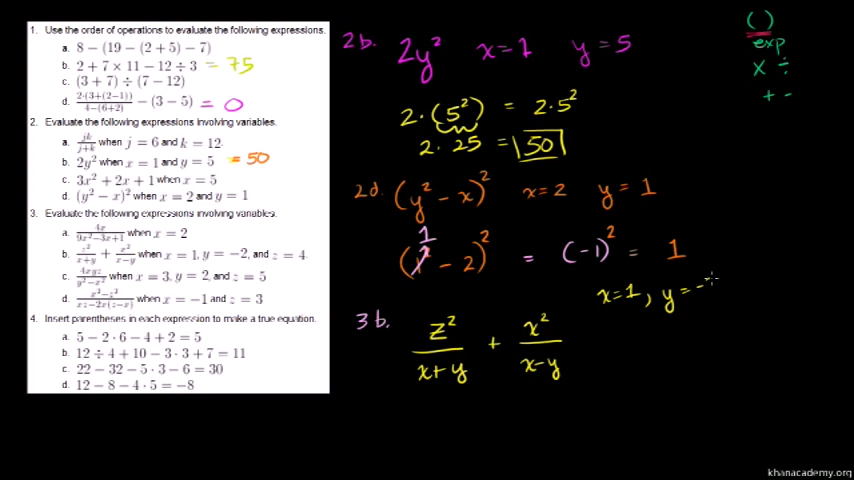 1. Use the order of operations to evaluate the following expressions.
a. 8 − (19 − (2 + 5) − 7)
b. 2 + 7 × 11 − 12 ÷ 3 = 75
c. (3 + 7) ÷ (7 − 12)
d. 2·(3+(2−1))/4−(6+2) − (3 − 5) = 0
2. Evaluate the following expressions involving variables.
a. jk/j+k when j = 6 and k = 12.
b. 2y² when x = 1 and y = 5 = 50
c. 3x² + 2x + 1 when x = 5
d. (y² − x)² when x = 2 and y = 1
3. Evaluate the following expressions involving variables.
a. 4x/9x²−3x+1 when x = 2
b. z²/x+y + x²/x−y when x = 1, y = −2, and z = 4.
c. 4xyz/y²−x² when x = 3, y = 2, and z = 5
d. x²−z²/xz−2x(z−x) when x = −1 and z = 3
4. Insert parentheses in each expression to make a true equation.
a. 5 − 2 · 6 − 4 + 2 = 5
b. 12 ÷ 4 + 10 − 3 · 3 + 7 = 11
c. 22 − 32 − 5 · 3 − 6 = 30
d. 12 − 8 − 4 · 5 = −8
2b. 2y² x=1 y=5
2·(5²) = 2·5²
2·25 = 50
2d. (y² − x)² x=2 y=1
1
(1² − 2)² = (−1)² = 1
x=1, y=−
3b. z²/x+y + x²/x−y
( )
exp
× ÷
+ −
khanacademy.org